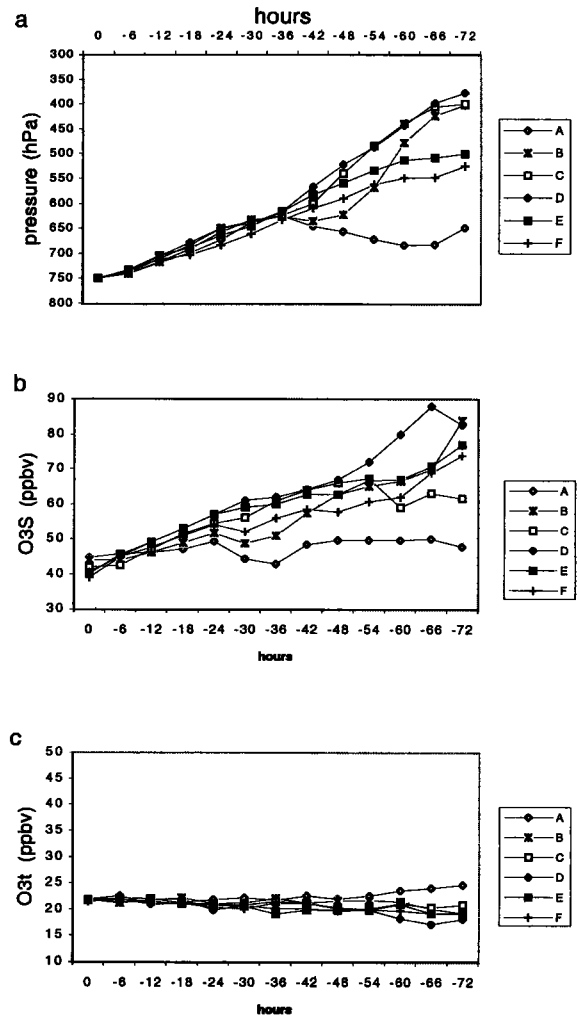 a
hours
0 -6 -12 -18 -24 -30 -36 -42 -48 -54 -60 -66 -72
300
350
400
450
500
550
600
650
700
750
800
pressure (hPa)
A
B
C
D
E
F
b
90
80
70
60
50
40
30
O3S (ppbv)
0 -6 -12 -18 -24 -30 -36 -42 -48 -54 -60 -66 -72
hours
A
B
C
D
E
F
c
50
45
40
35
30
25
20
15
10
O3t (ppbv)
0 -6 -12 -18 -24 -30 -36 -42 -48 -54 -60 -66 -72
hours
A
B
C
D
E
F